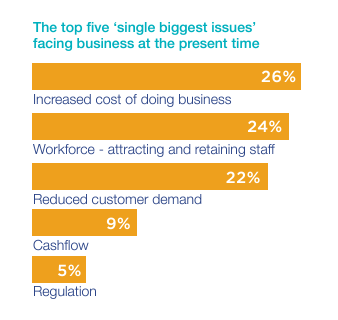 The top five ‘single biggest issues’
facing business at the present time
26%
Increased cost of doing business
24%
Workforce - attracting and retaining staff
22%
Reduced customer demand
9%
Cashflow
5%
Regulation